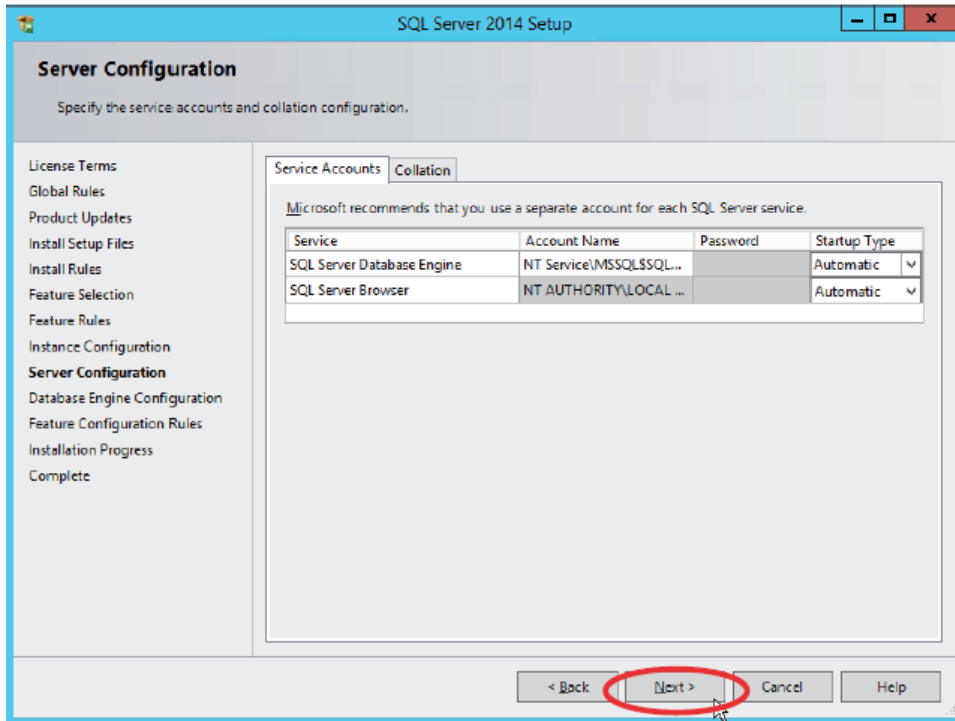 SQL Server 2014 Setup
Server Configuration
Specify the service accounts and collation configuration.
License Terms
Global Rules
Product Updates
Install Setup Files
Install Rules
Feature Selection
Feature Rules
Instance Configuration
Server Configuration
Database Engine Configuration
Feature Configuration Rules
Installation Progress
Complete
Service Accounts Collation
Microsoft recommends that you use a separate account for each SQL Server service.
Service Account Name Password Startup Type
SQL Server Database Engine NT Service\MSSQL$SQL... Automatic
SQL Server Browser NT AUTHORITY\LOCAL ... Automatic
< Back Next > Cancel Help